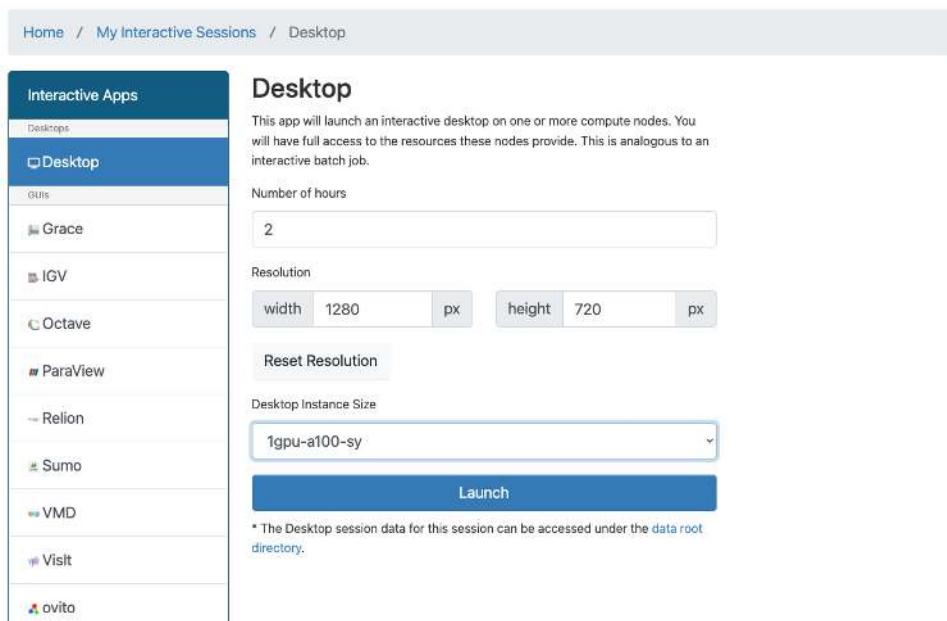 Home / My Interactive Sessions / Desktop
Interactive Apps
Desktops
Desktop
GUIs
Grace
IGV
Octave
ParaView
Relion
Sumo
VMD
VisIt
ovito
Desktop
This app will launch an interactive desktop on one or more compute nodes. You
will have full access to the resources these nodes provide. This is analogous to an
interactive batch job.
Number of hours
2
Resolution
width 1280 px height 720 px
Reset Resolution
Desktop Instance Size
1gpu-a100-sy
Launch
* The Desktop session data for this session can be accessed under the data root
directory.